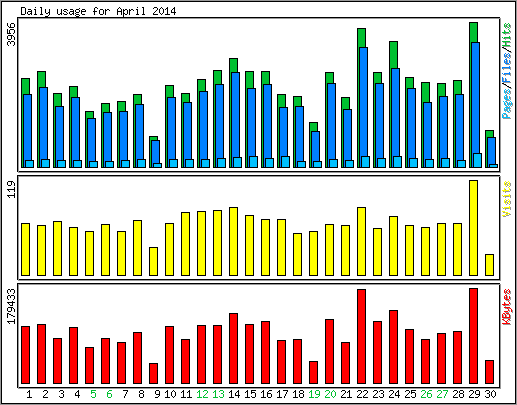 Daily usage for April 2014
3956
Pages/Files/Hits
119
Visits
179433
KBytes
1 2 3 4 5 6 7 8 9 10 11 12 13 14 15 16 17 18 19 20 21 22 23 24 25 26 27 28 29 30